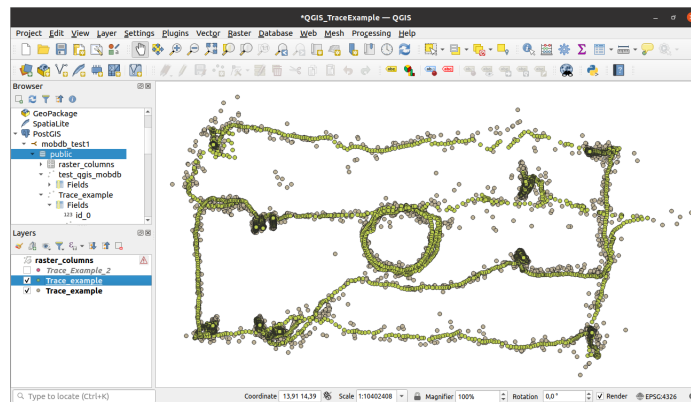 *QGIS_TraceExample — QGIS
Project Edit View Layer Settings Plugins Vector Raster Database Web Mesh Processing Help
Browser
GeoPackage
SpatiaLite
PostGIS
mobdb_test1
public
raster_columns
test_qgis_mobdb
Fields
Trace_example
Fields
123 id_0
Layers
raster_columns
Trace_Example_2
Trace_example
Trace_example
Type to locate (Ctrl+K)
Coordinate 13,91 14,39 Scale 1:10402408 Magnifier 100% Rotation 0,0° Render EPSG:4326